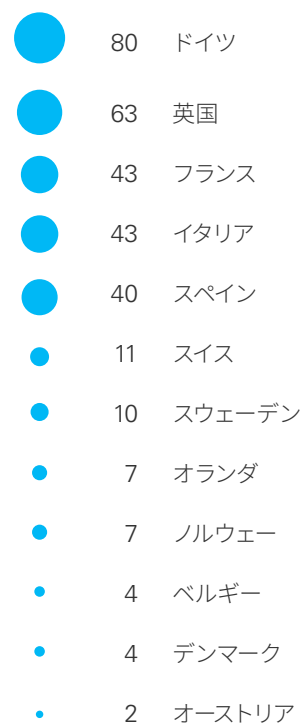 80 ドイツ
63 英国
43 フランス
43 イタリア
40 スペイン
11 スイス
10 スウェーデン
7 オランダ
7 ノルウェー
4 ベルギー
4 デンマーク
2 オーストリア